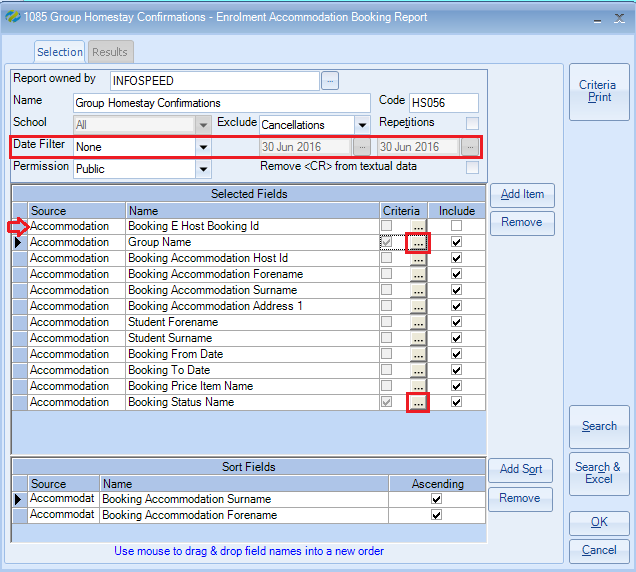 1085 Group Homestay Confirmations - Enrolment Accommodation Booking Report
Selection Results
Report owned by INFOSPEED ...
Name Group Homestay Confirmations Code HS056
School All Exclude Cancellations Repetitions
Date Filter None 30 Jun 2016 ... 30 Jun 2016 ...
Permission Public Remove <CR> from textual data
Criteria Print
Selected Fields
Source Name Criteria Include
Accommodation Booking E Host Booking Id ...
Accommodation Group Name ...
Accommodation Booking Accommodation Host Id ...
Accommodation Booking Accommodation Forename ...
Accommodation Booking Accommodation Surname ...
Accommodation Booking Accommodation Address 1 ...
Accommodation Student Forename ...
Accommodation Student Surname ...
Accommodation Booking From Date ...
Accommodation Booking To Date ...
Accommodation Booking Price Item Name ...
Accommodation Booking Status Name ...
Add Item
Remove
Sort Fields
Source Name Ascending
Accommodat Booking Accommodation Surname
Accommodat Booking Accommodation Forename
Add Sort
Remove
Use mouse to drag & drop field names into a new order
Search
Search & Excel
OK
Cancel